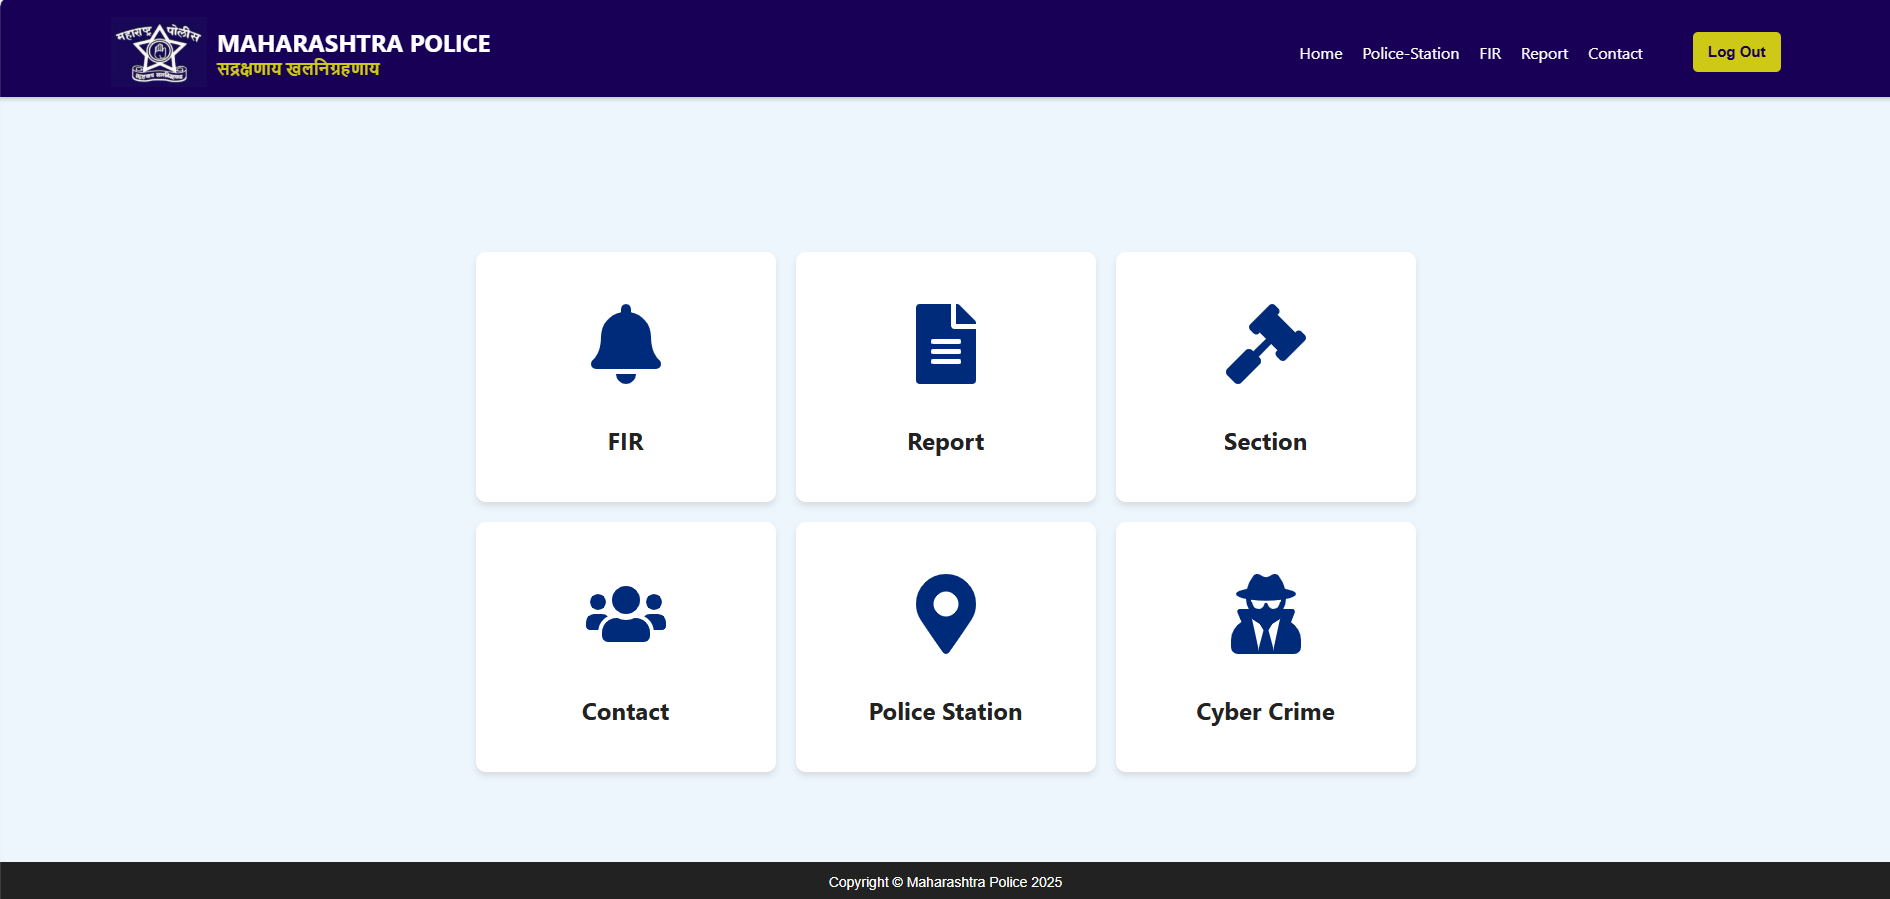 महाराष्ट्र पोलीस
MAHARASHTRA POLICE
सद्रक्षणाय खलनिग्रहणाय
Home Police-Station FIR Report Contact Log Out
FIR Report Section
Contact Police Station Cyber Crime
Copyright © Maharashtra Police 2025